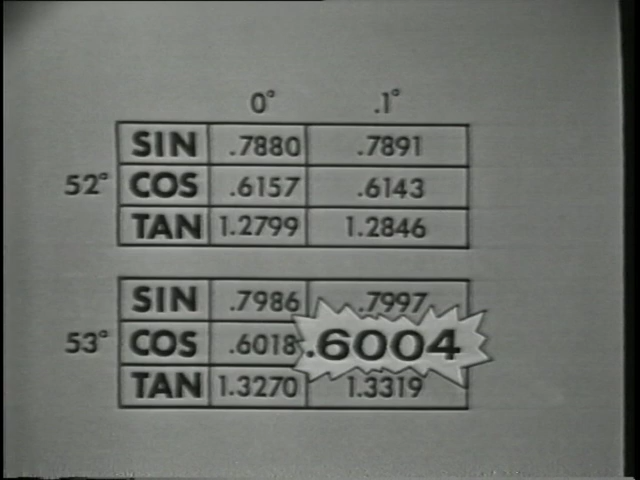 0° .1°
SIN .7880 .7891
52° COS .6157 .6143
TAN 1.2799 1.2846
SIN .7986 .7997
53° COS .6018 .6004
TAN 1.3270 1.3319